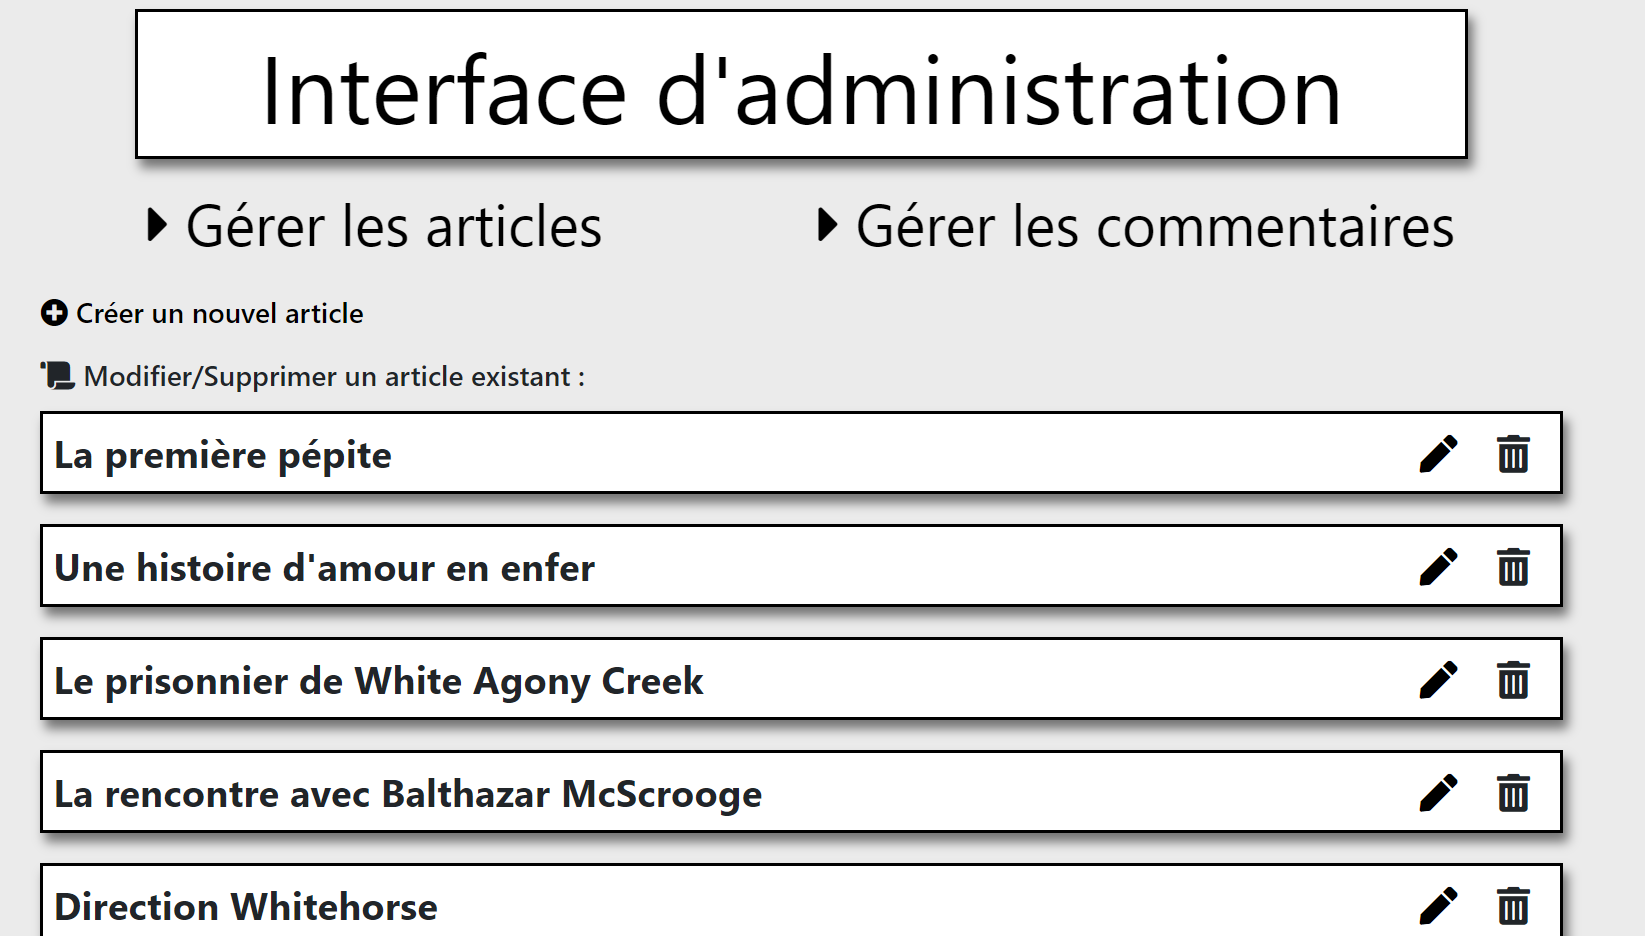 Interface d'administration
Gérer les articles
Gérer les commentaires
Créer un nouvel article
Modifier/Supprimer un article existant :
La première pépite
Une histoire d'amour en enfer
Le prisonnier de White Agony Creek
La rencontre avec Balthazar McScrooge
Direction Whitehorse